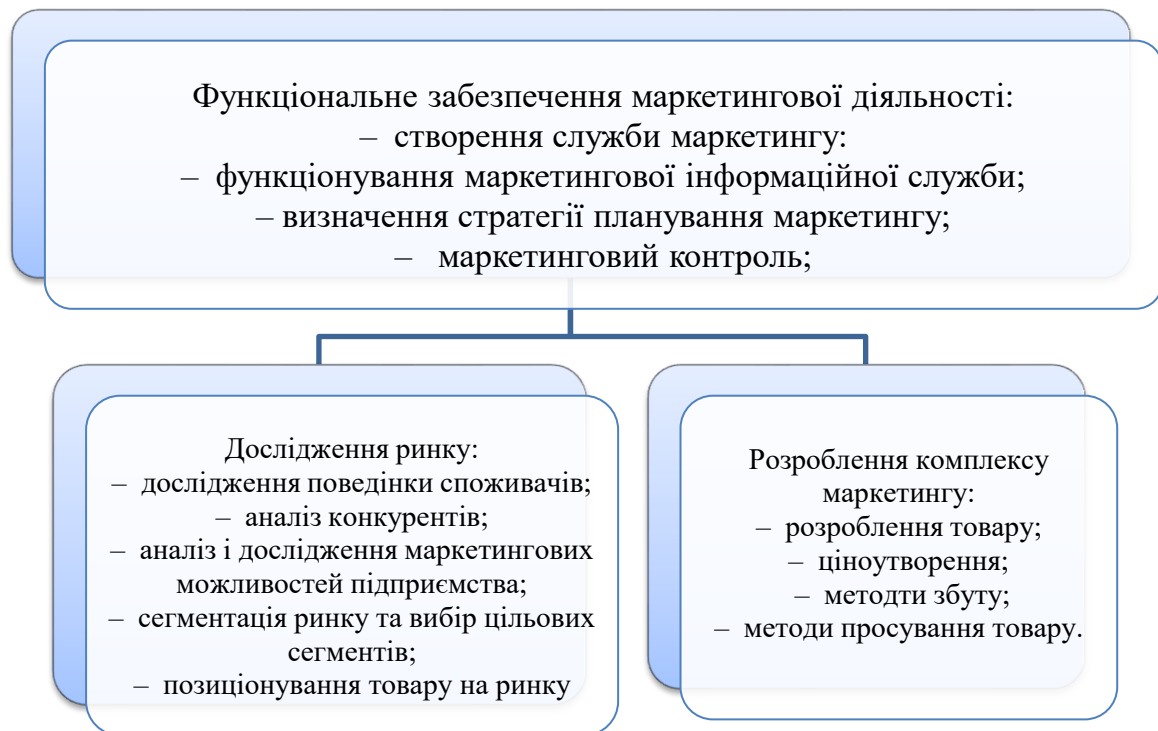 Функціональне забезпечення маркетингової діяльності:
– створення служби маркетингу:
– функціонування маркетингової інформаційної служби;
– визначення стратегії планування маркетингу;
– маркетинговий контроль;
Дослідження ринку:
– дослідження поведінки споживачів;
– аналіз конкурентів;
– аналіз і дослідження маркетингових
можливостей підприємства;
– сегментація ринку та вибір цільових
сегментів;
– позиціонування товару на ринку
Розроблення комплексу
маркетингу:
– розроблення товару;
– ціноутворення;
– методти збуту;
– методи просування товару.